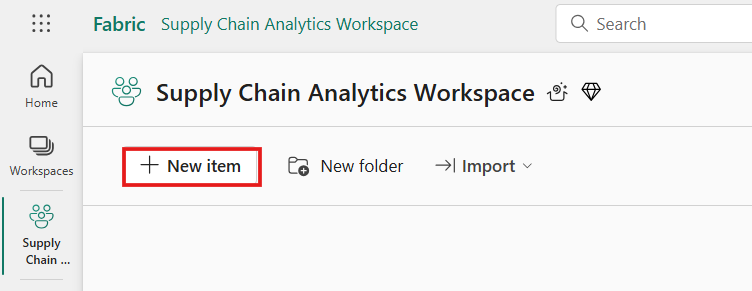 Fabric Supply Chain Analytics Workspace
Search
Home
Supply Chain Analytics Workspace
New item
New folder
Import
Workspaces
Supply
Chain ...